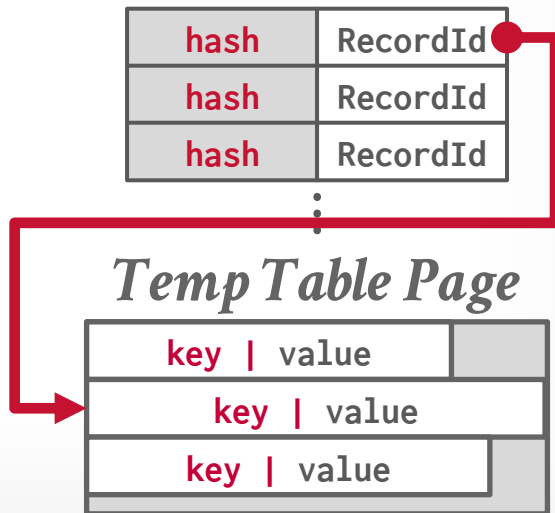 hash RecordId
hash RecordId
hash RecordId
Temp Table Page
key | value
key | value
key | value